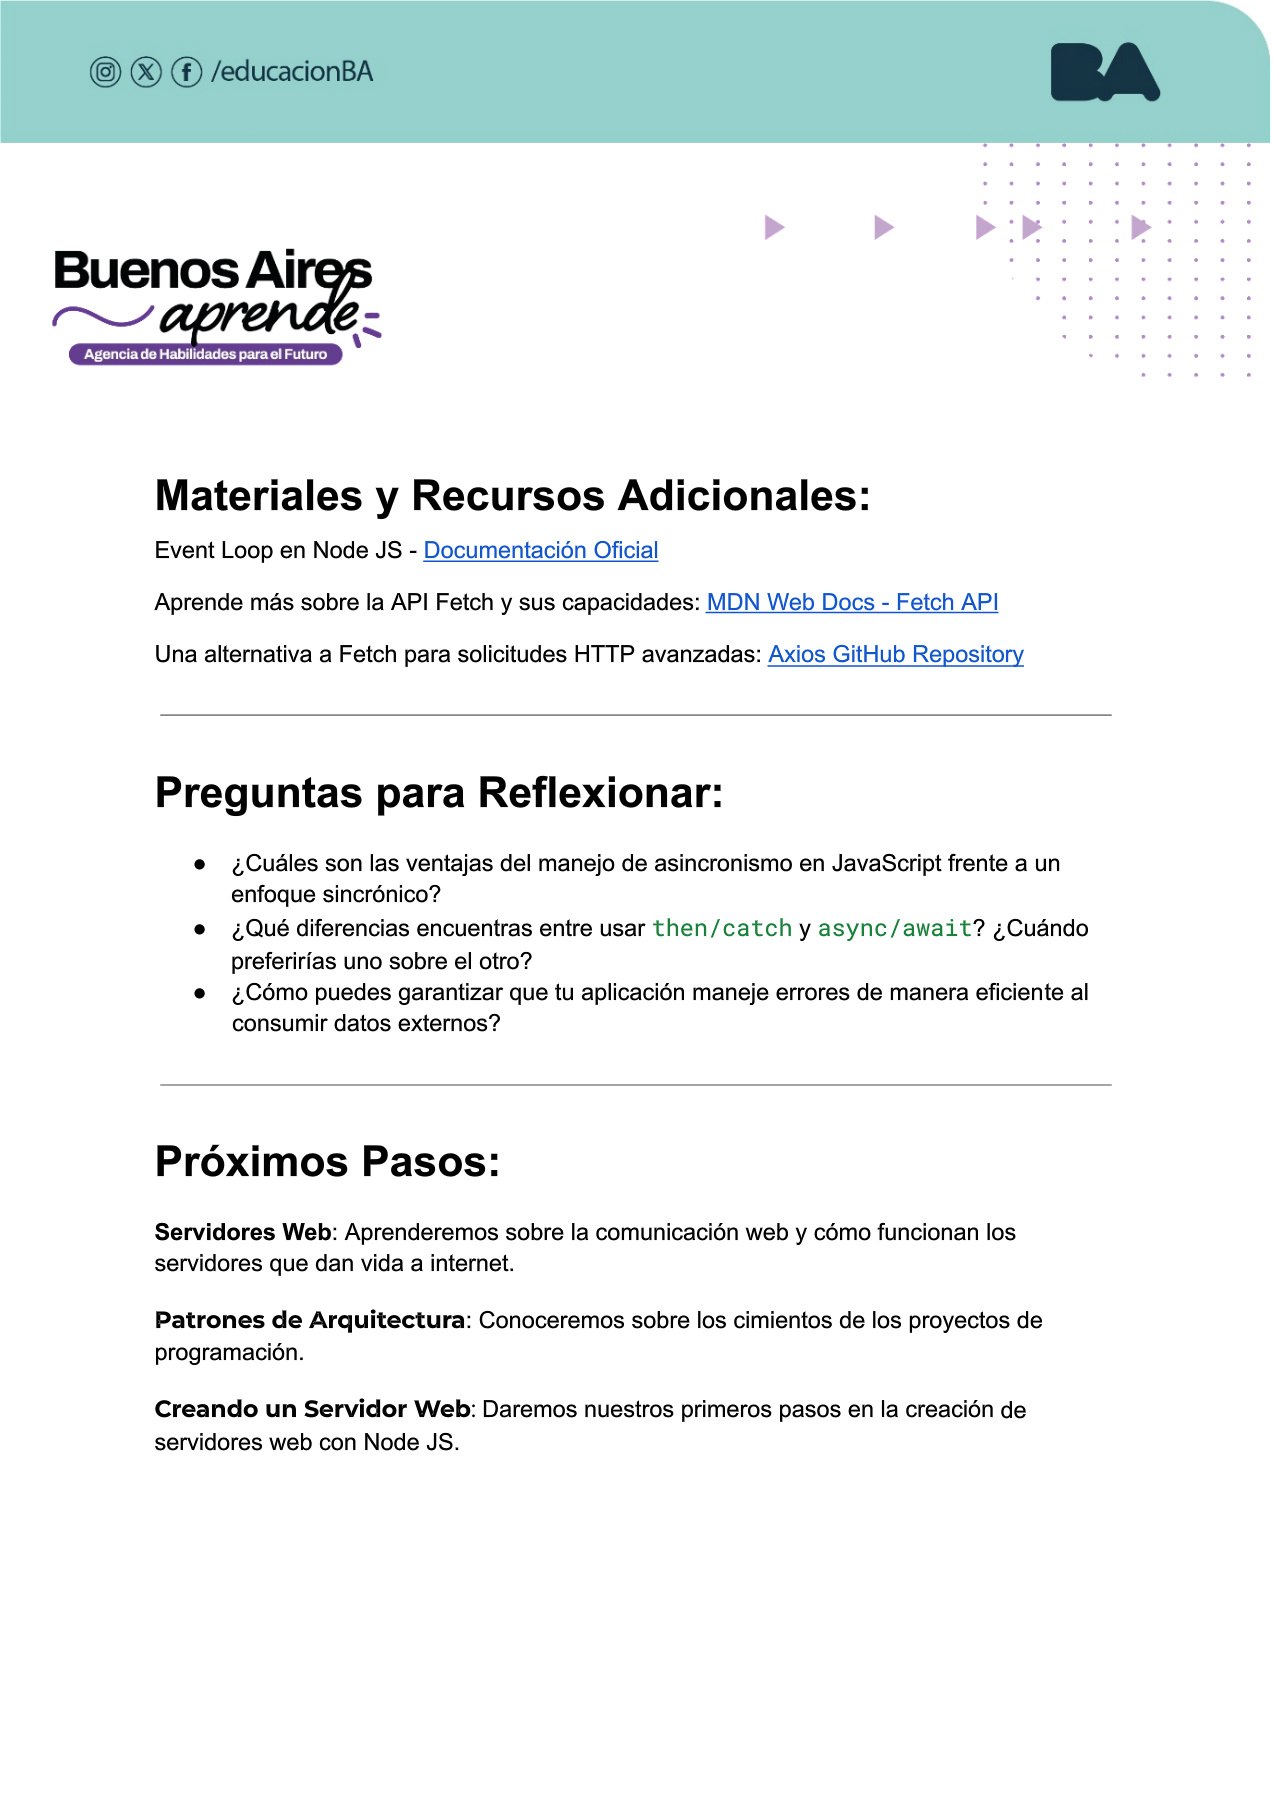 /educacionBA
BA
Buenos Aires
aprende
Agencia de Habilidades para el Futuro
Materiales y Recursos Adicionales:
Event Loop en Node JS - Documentación Oficial
Aprende más sobre la API Fetch y sus capacidades: MDN Web Docs - Fetch API
Una alternativa a Fetch para solicitudes HTTP avanzadas: Axios GitHub Repository
Preguntas para Reflexionar:
● ¿Cuáles son las ventajas del manejo de asincronismo en JavaScript frente a un
enfoque sincrónico?
● ¿Qué diferencias encuentras entre usar then/catch y async/await? ¿Cuándo
preferirías uno sobre el otro?
● ¿Cómo puedes garantizar que tu aplicación maneje errores de manera eficiente al
consumir datos externos?
Próximos Pasos:
Servidores Web: Aprenderemos sobre la comunicación web y cómo funcionan los
servidores que dan vida a internet.
Patrones de Arquitectura: Conoceremos sobre los cimientos de los proyectos de
programación.
Creando un Servidor Web: Daremos nuestros primeros pasos en la creación de
servidores web con Node JS.